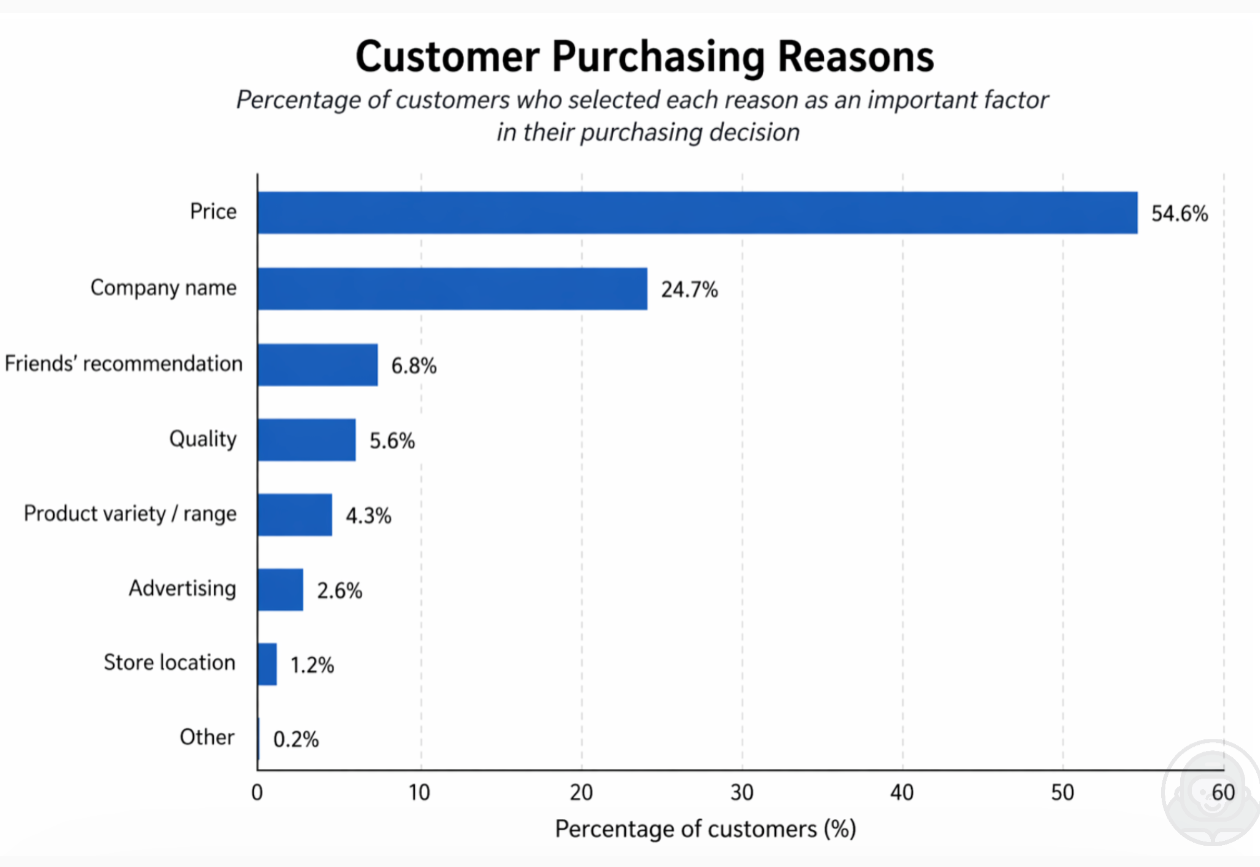 Customer Purchasing Reasons
Percentage of customers who selected each reason as an important factor
in their purchasing decision
Price 54.6%
Company name 24.7%
Friends’ recommendation 6.8%
Quality 5.6%
Product variety / range 4.3%
Advertising 2.6%
Store location 1.2%
Other 0.2%
0 10 20 30 40 50 60
Percentage of customers (%)